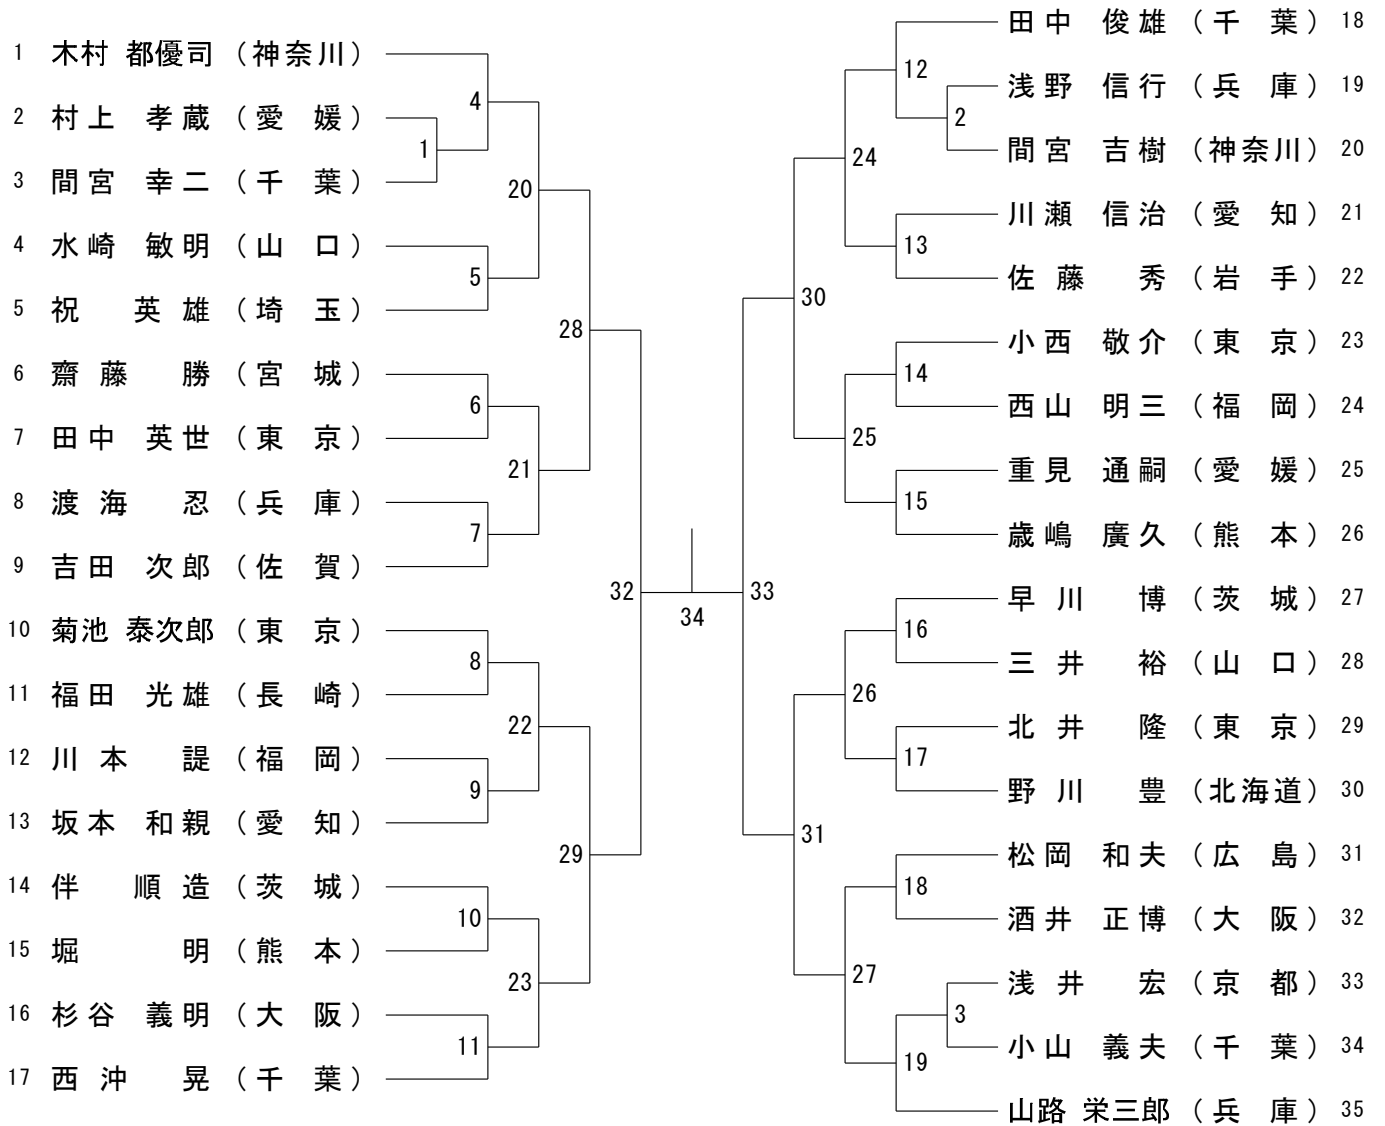 1 木村 都優司 (神奈川)
2 村上 孝蔵 (愛媛)
3 間宮 幸二 (千葉)
4 水崎 敏明 (山口)
5 祝 英雄 (埼玉)
6 齋藤 勝 (宮城)
7 田中 英世 (東京)
8 渡海 忍 (兵庫)
9 吉田 次郎 (佐賀)
10 菊池 泰次郎 (東京)
11 福田 光雄 (長崎)
12 川本 諟 (福岡)
13 坂本 和親 (愛知)
14 伴 順造 (茨城)
15 堀 明 (熊本)
16 杉谷 義明 (大阪)
17 西沖 晃 (千葉)
1
4
5
6
7
8
9
10
11
20
21
22
23
28
29
32
34
33
30
31
24
25
26
27
12
2
13
14
15
16
17
18
3
19
田中 俊雄 (千葉) 18
浅野 信行 (兵庫) 19
間宮 吉樹 (神奈川) 20
川瀬 信治 (愛知) 21
佐藤 秀 (岩手) 22
小西 敬介 (東京) 23
西山 明三 (福岡) 24
重見 通嗣 (愛媛) 25
歳嶋 廣久 (熊本) 26
早川 博 (茨城) 27
三井 裕 (山口) 28
北井 隆 (東京) 29
野川 豊 (北海道) 30
松岡 和夫 (広島) 31
酒井 正博 (大阪) 32
浅井 宏 (京都) 33
小山 義夫 (千葉) 34
山路 栄三郎 (兵庫) 35